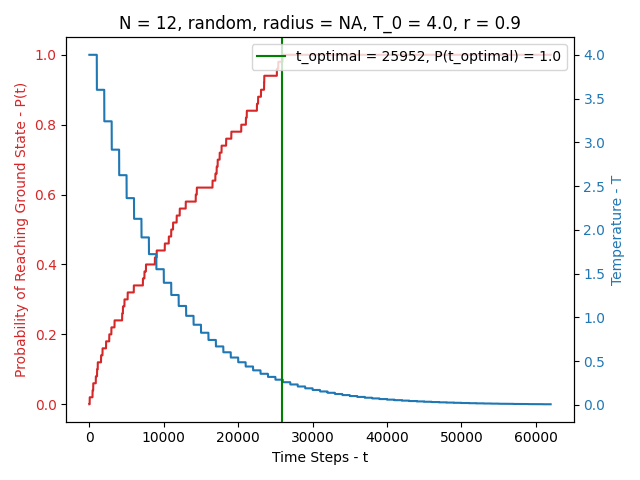 N = 12, random, radius = NA, T_0 = 4.0, r = 0.9
t_optimal = 25952, P(t_optimal) = 1.0
Probability of Reaching Ground State - P(t)
1.0
0.8
0.6
0.4
0.2
0.0
4.0
3.5
3.0
2.5
2.0
1.5
1.0
0.5
0.0
Temperature - T
0 10000 20000 30000 40000 50000 60000
Time Steps - t